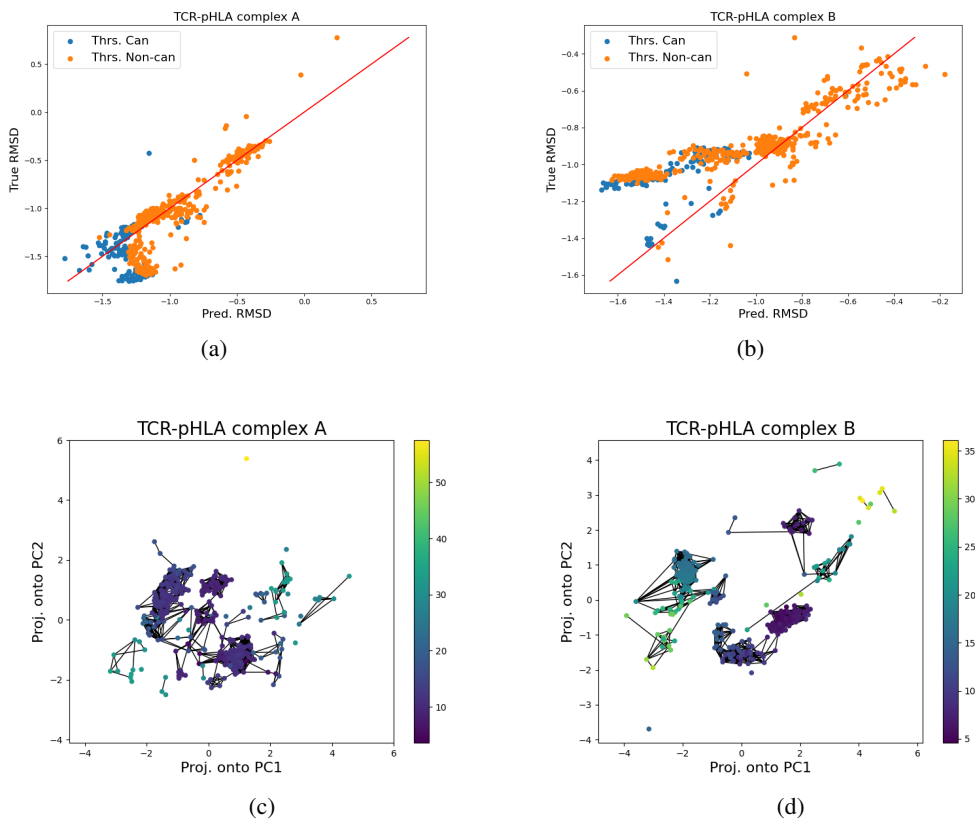 TCR-pHLA complex A
Thrs. Can
Thrs. Non-can
True RMSD
0.5
0.0
−0.5
−1.0
−1.5
−1.5 −1.0 −0.5 0.0 0.5
Pred. RMSD
(a)
TCR-pHLA complex B
Thrs. Can
Thrs. Non-can
True RMSD
−0.4
−0.6
−0.8
−1.0
−1.2
−1.4
−1.6
−1.6 −1.4 −1.2 −1.0 −0.8 −0.6 −0.4 −0.2
Pred. RMSD
(b)
TCR-pHLA complex A
Proj. onto PC2
6
4
2
0
−2
−4
−4 −2 0 2 4 6
Proj. onto PC1
50
40
30
20
10
(c)
TCR-pHLA complex B
Proj. onto PC2
4
3
2
1
0
−1
−2
−3
−4
−4 −2 0 2 4 6
Proj. onto PC1
35
30
25
20
15
10
5
(d)